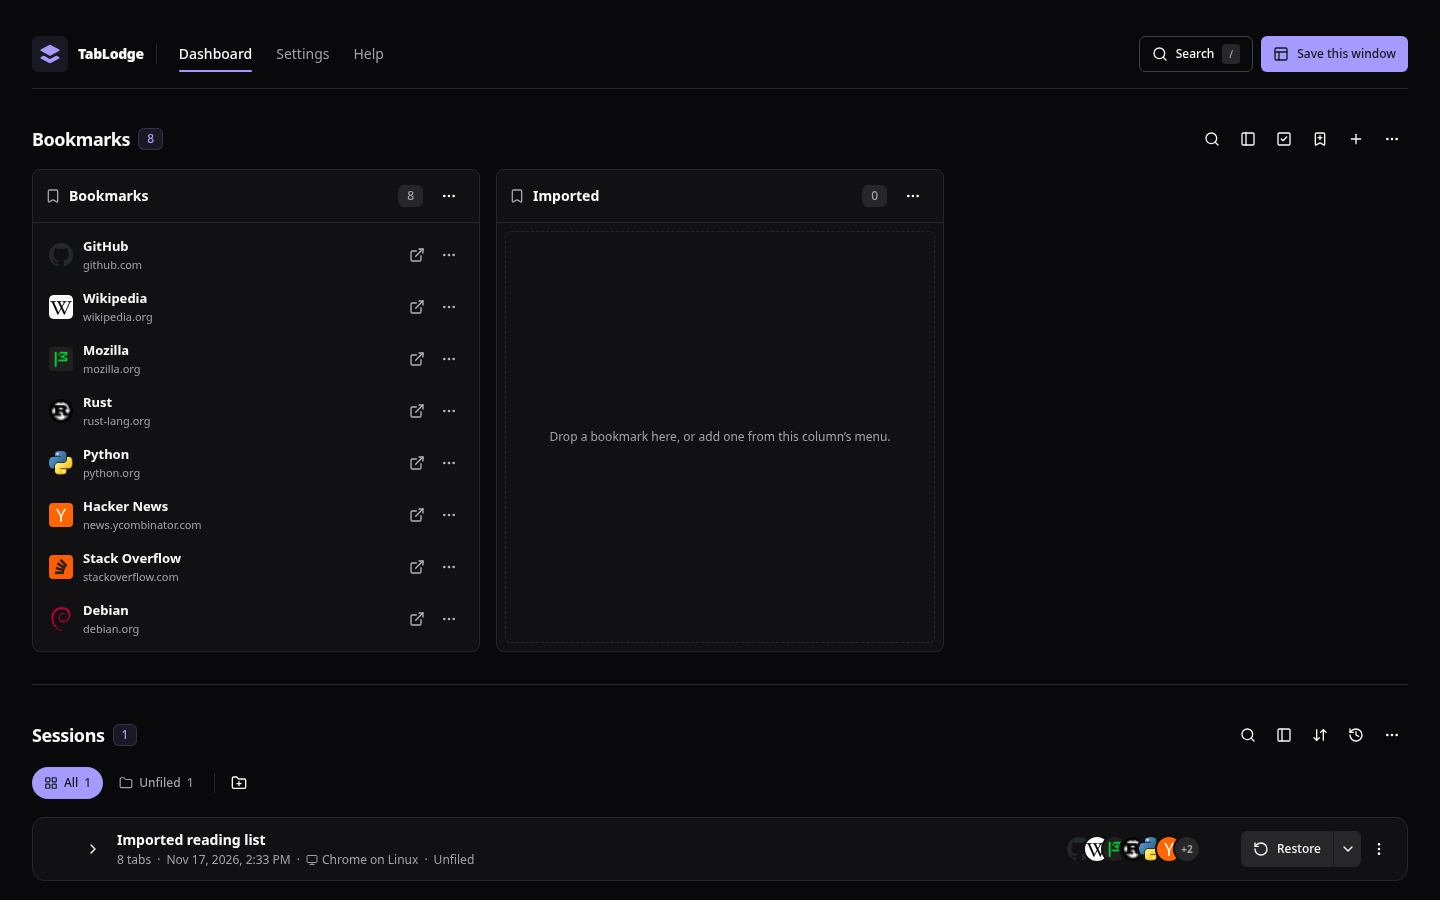 TabLodge
Dashboard
Settings
Help
Search /
Save this window
Bookmarks 8
Bookmarks 8
GitHub
github.com
Wikipedia
wikipedia.org
Mozilla
mozilla.org
Rust
rust-lang.org
Python
python.org
Hacker News
news.ycombinator.com
Stack Overflow
stackoverflow.com
Debian
debian.org
Imported 0
Drop a bookmark here, or add one from this column’s menu.
Sessions 1
All 1
Unfiled 1
Imported reading list
8 tabs · Nov 17, 2026, 2:33 PM · Chrome on Linux · Unfiled
+2
Restore